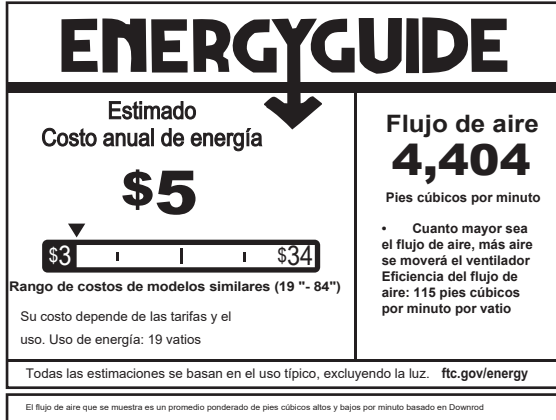 ENERGYGUIDE
Estimado
Costo anual de energía
$5
$3 $34
Rango de costos de modelos similares (19 "- 84")
Su costo depende de las tarifas y el
uso. Uso de energía: 19 vatios
Flujo de aire
4,404
Pies cúbicos por minuto
• Cuanto mayor sea
el flujo de aire, más aire
se moverá el ventilador
Eficiencia del flujo de
aire: 115 pies cúbicos
por minuto por vatio
Todas las estimaciones se basan en el uso típico, excluyendo la luz. ftc.gov/energy
El flujo de aire que se muestra es un promedio ponderado de pies cúbicos altos y bajos por minuto basado en Downrod